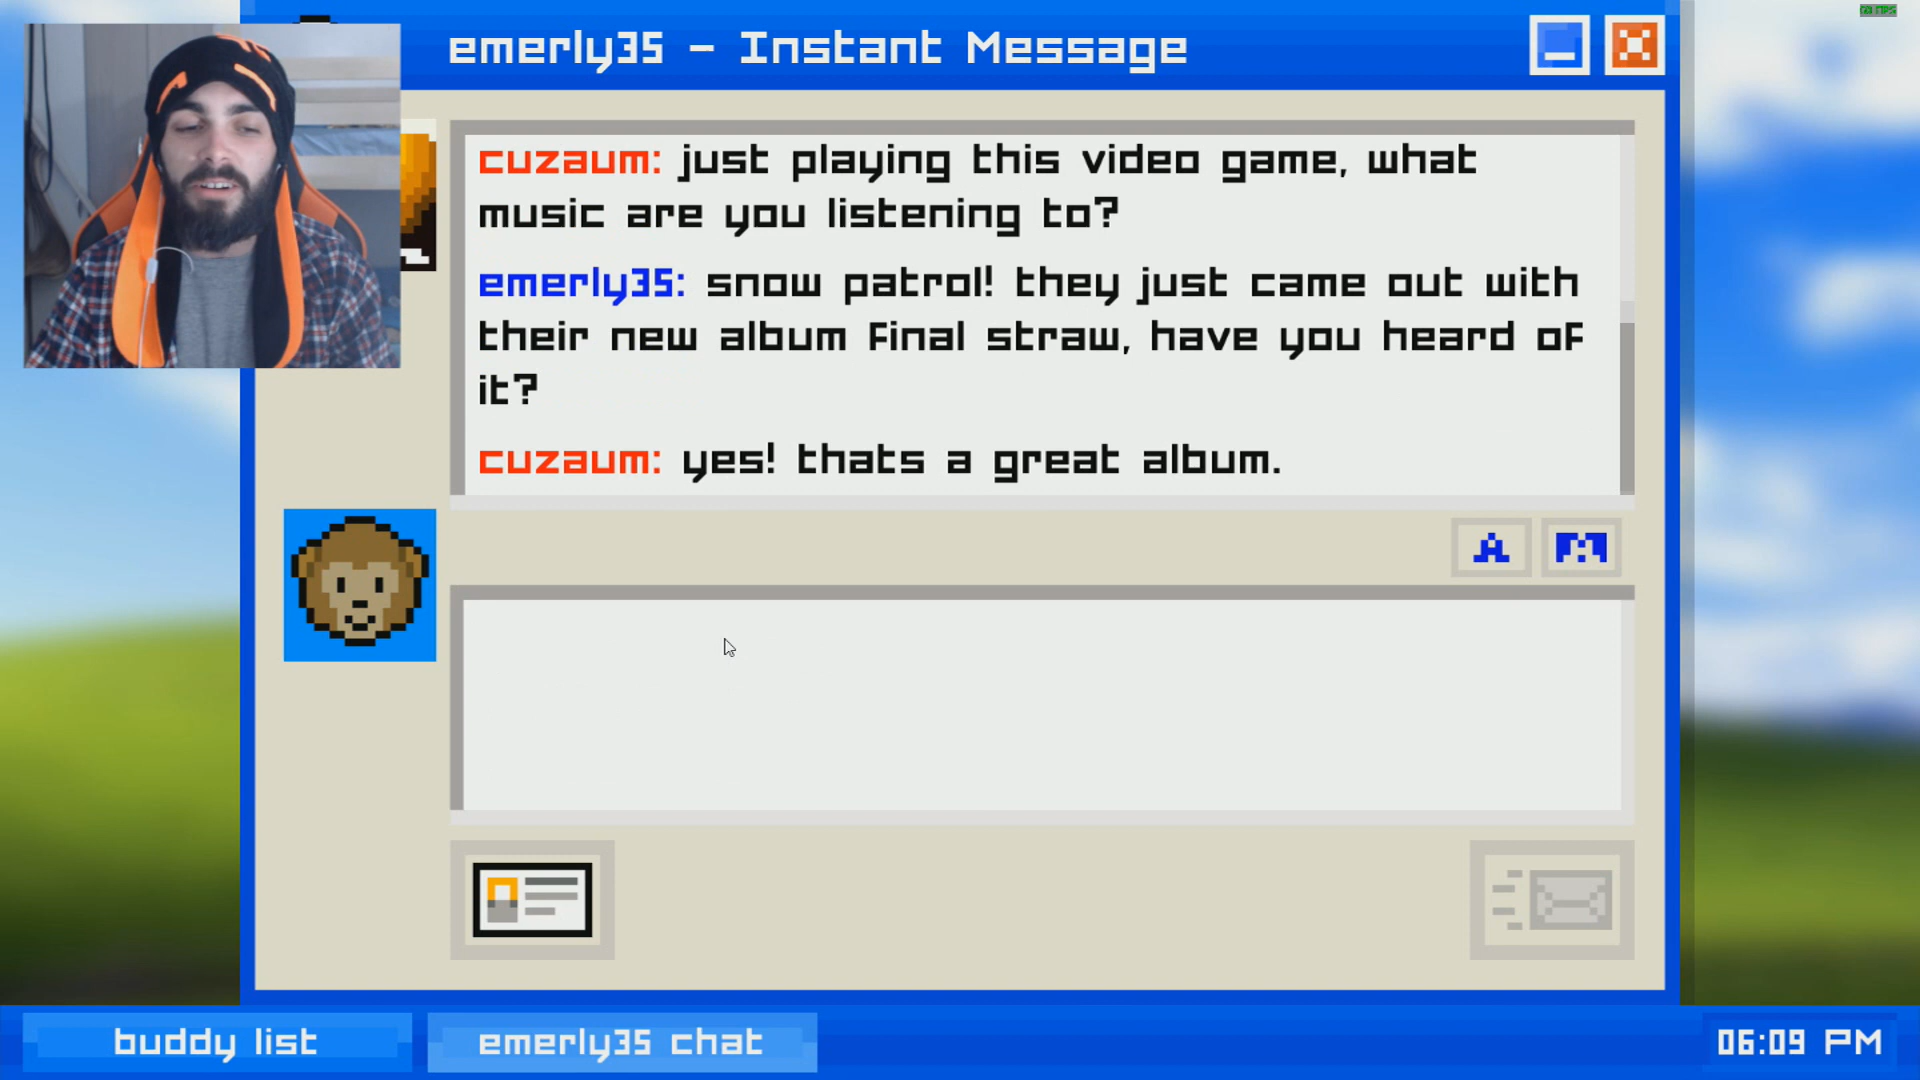 emerly35 - Instant Message
cuzaum: just playing this video game, what
music are you listening to?
emerly35: snow patrol! they just came out with
their new album final straw, have you heard of
it?
cuzaum: yes! thats a great album.
A
buddy list
emerly35 chat
06:09 PM